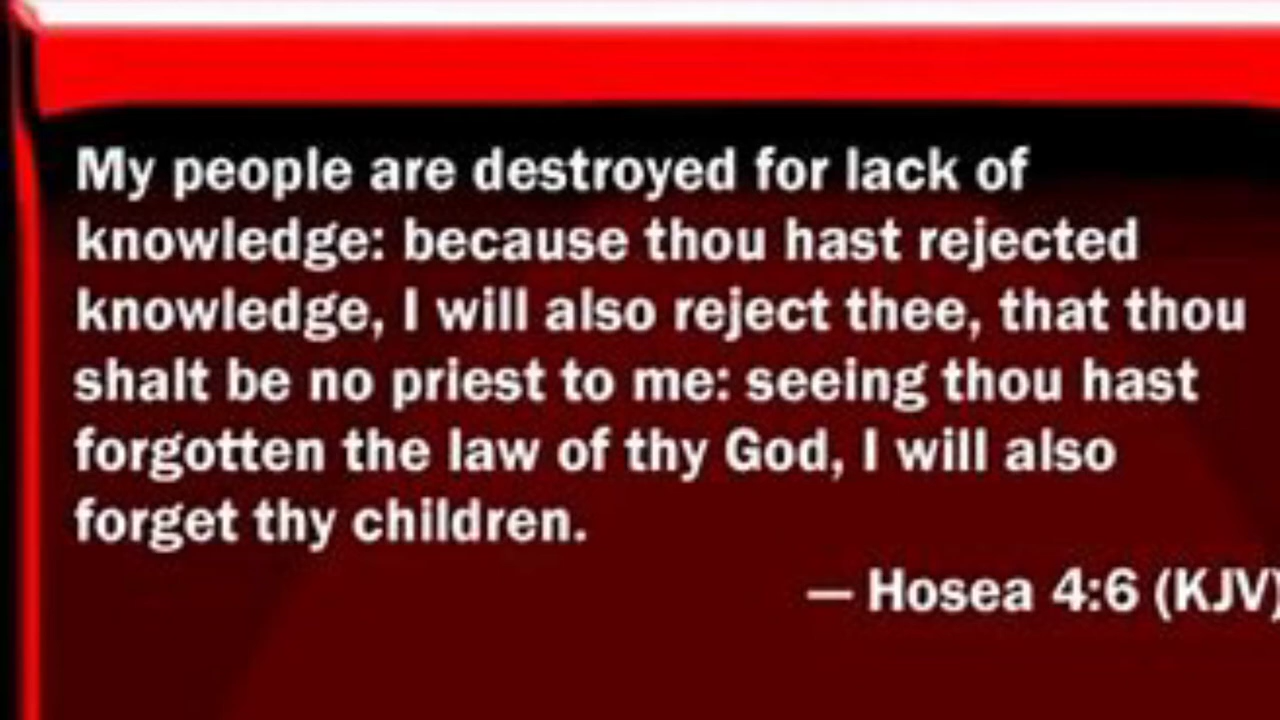 My people are destroyed for lack of
knowledge: because thou hast rejected
knowledge, I will also reject thee, that thou
shalt be no priest to me: seeing thou hast
forgotten the law of thy God, I will also
forget thy children.
— Hosea 4:6 (KJV)